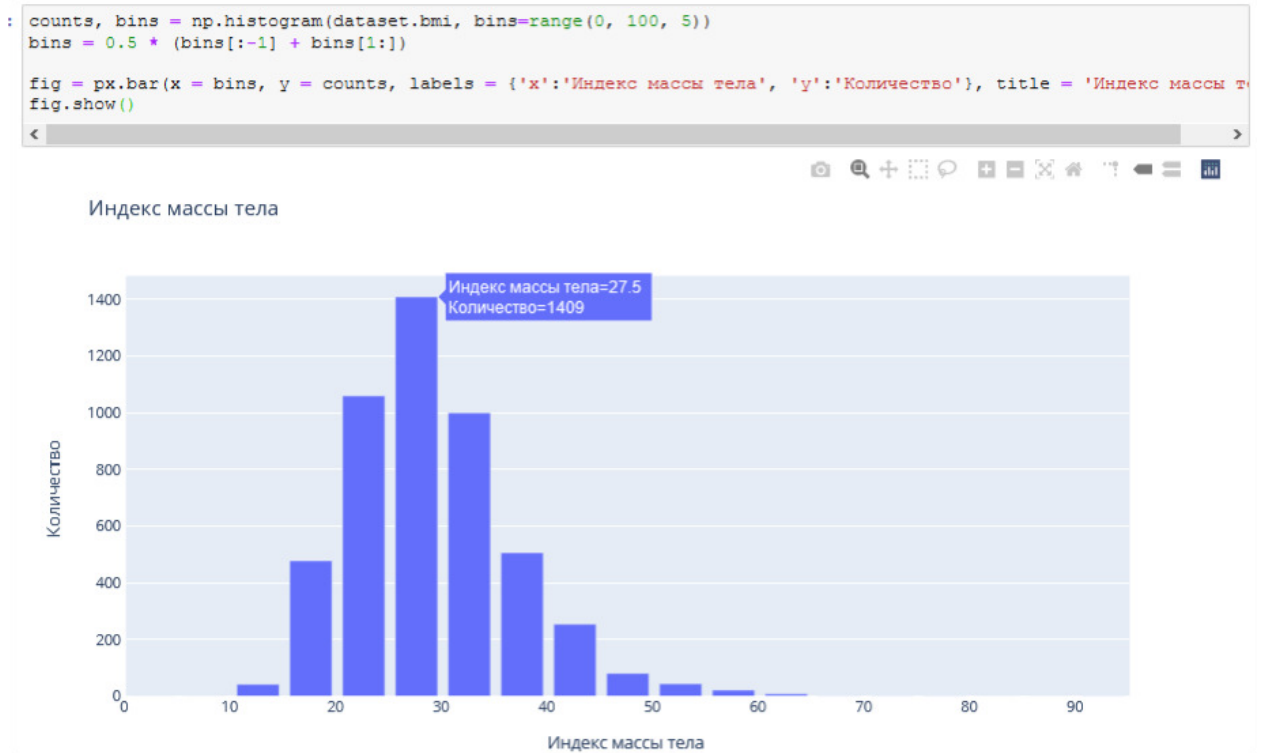 : counts, bins = np.histogram(dataset.bmi, bins=range(0, 100, 5))
bins = 0.5 * (bins[:-1] + bins[1:])
fig = px.bar(x = bins, y = counts, labels = {'x':'Индекс массы тела', 'y':'Количество'}, title = 'Индекс массы
fig.show()
Индекс массы тела
Индекс массы тела=27.5
Количество=1409
1400
1200
1000
800
600
400
200
0
Количество
0 10 20 30 40 50 60 70 80 90
Индекс массы тела